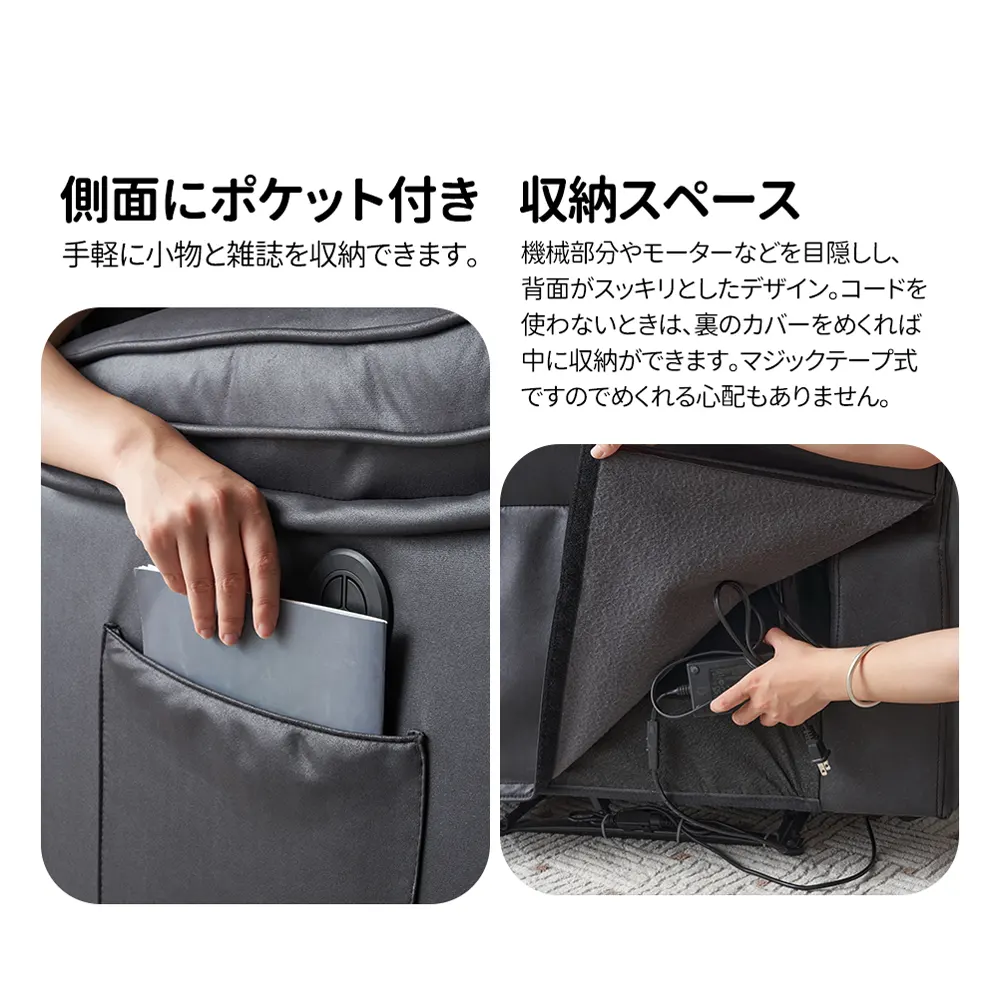 側面にポケット付き
手軽に小物と雑誌を収納できます。
収納スペース
機械部分やモーターなどを目隠しし、
背面がスッキリとしたデザイン。コードを
使わないときは、裏のカバーをめくれば
中に収納ができます。マジックテープ式
ですのでめくれる心配もありません。